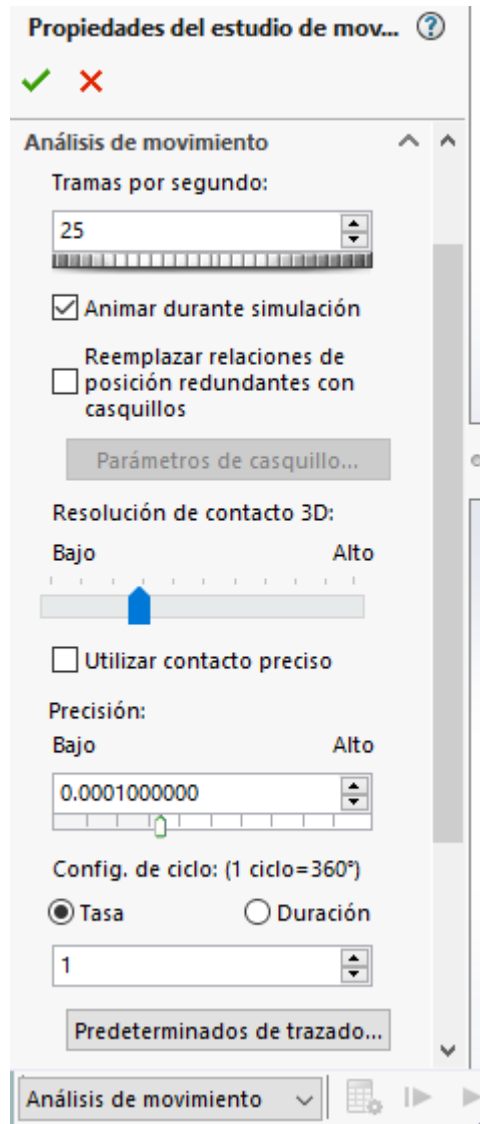 Propiedades del estudio de mov...
Análisis de movimiento
Tramas por segundo:
25
Animar durante simulación
Reemplazar relaciones de
posición redundantes con
casquillos
Parámetros de casquillo...
Resolución de contacto 3D:
Bajo Alto
Utilizar contacto preciso
Precisión:
Bajo Alto
0.0001000000
Config. de ciclo: (1 ciclo=360°)
Tasa Duración
1
Predeterminados de trazado...
Análisis de movimiento